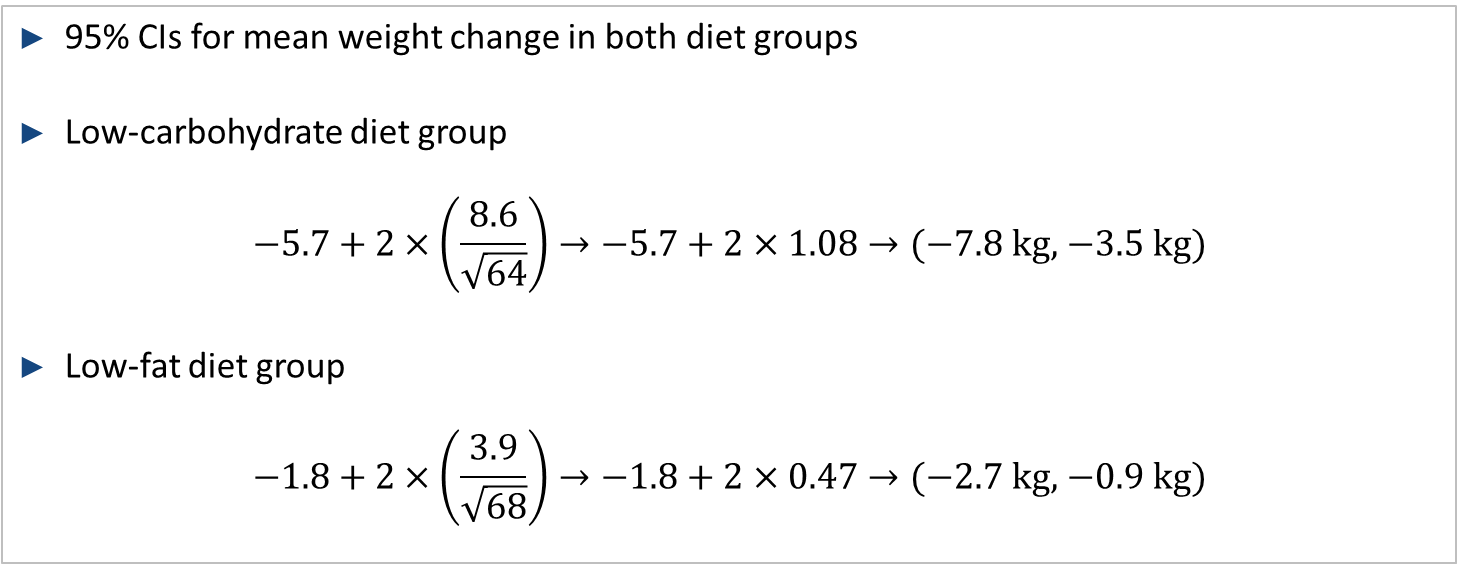 ► 95% CIs for mean weight change in both diet groups
► Low-carbohydrate diet group
−5.7 + 2 × (8.6/√64) → −5.7 + 2 × 1.08 → (−7.8 kg, −3.5 kg)
► Low-fat diet group
−1.8 + 2 × (3.9/√68) → −1.8 + 2 × 0.47 → (−2.7 kg, −0.9 kg)